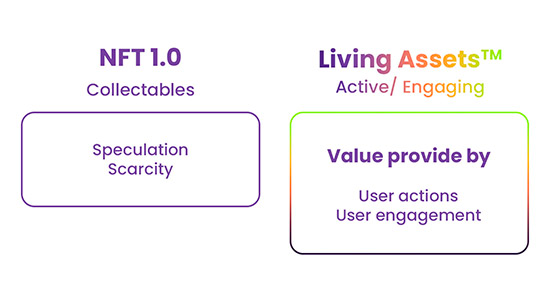 NFT 1.0
Collectables
Speculation
Scarcity
Living Assets™
Active/ Engaging
Value provide by
User actions
User engagement